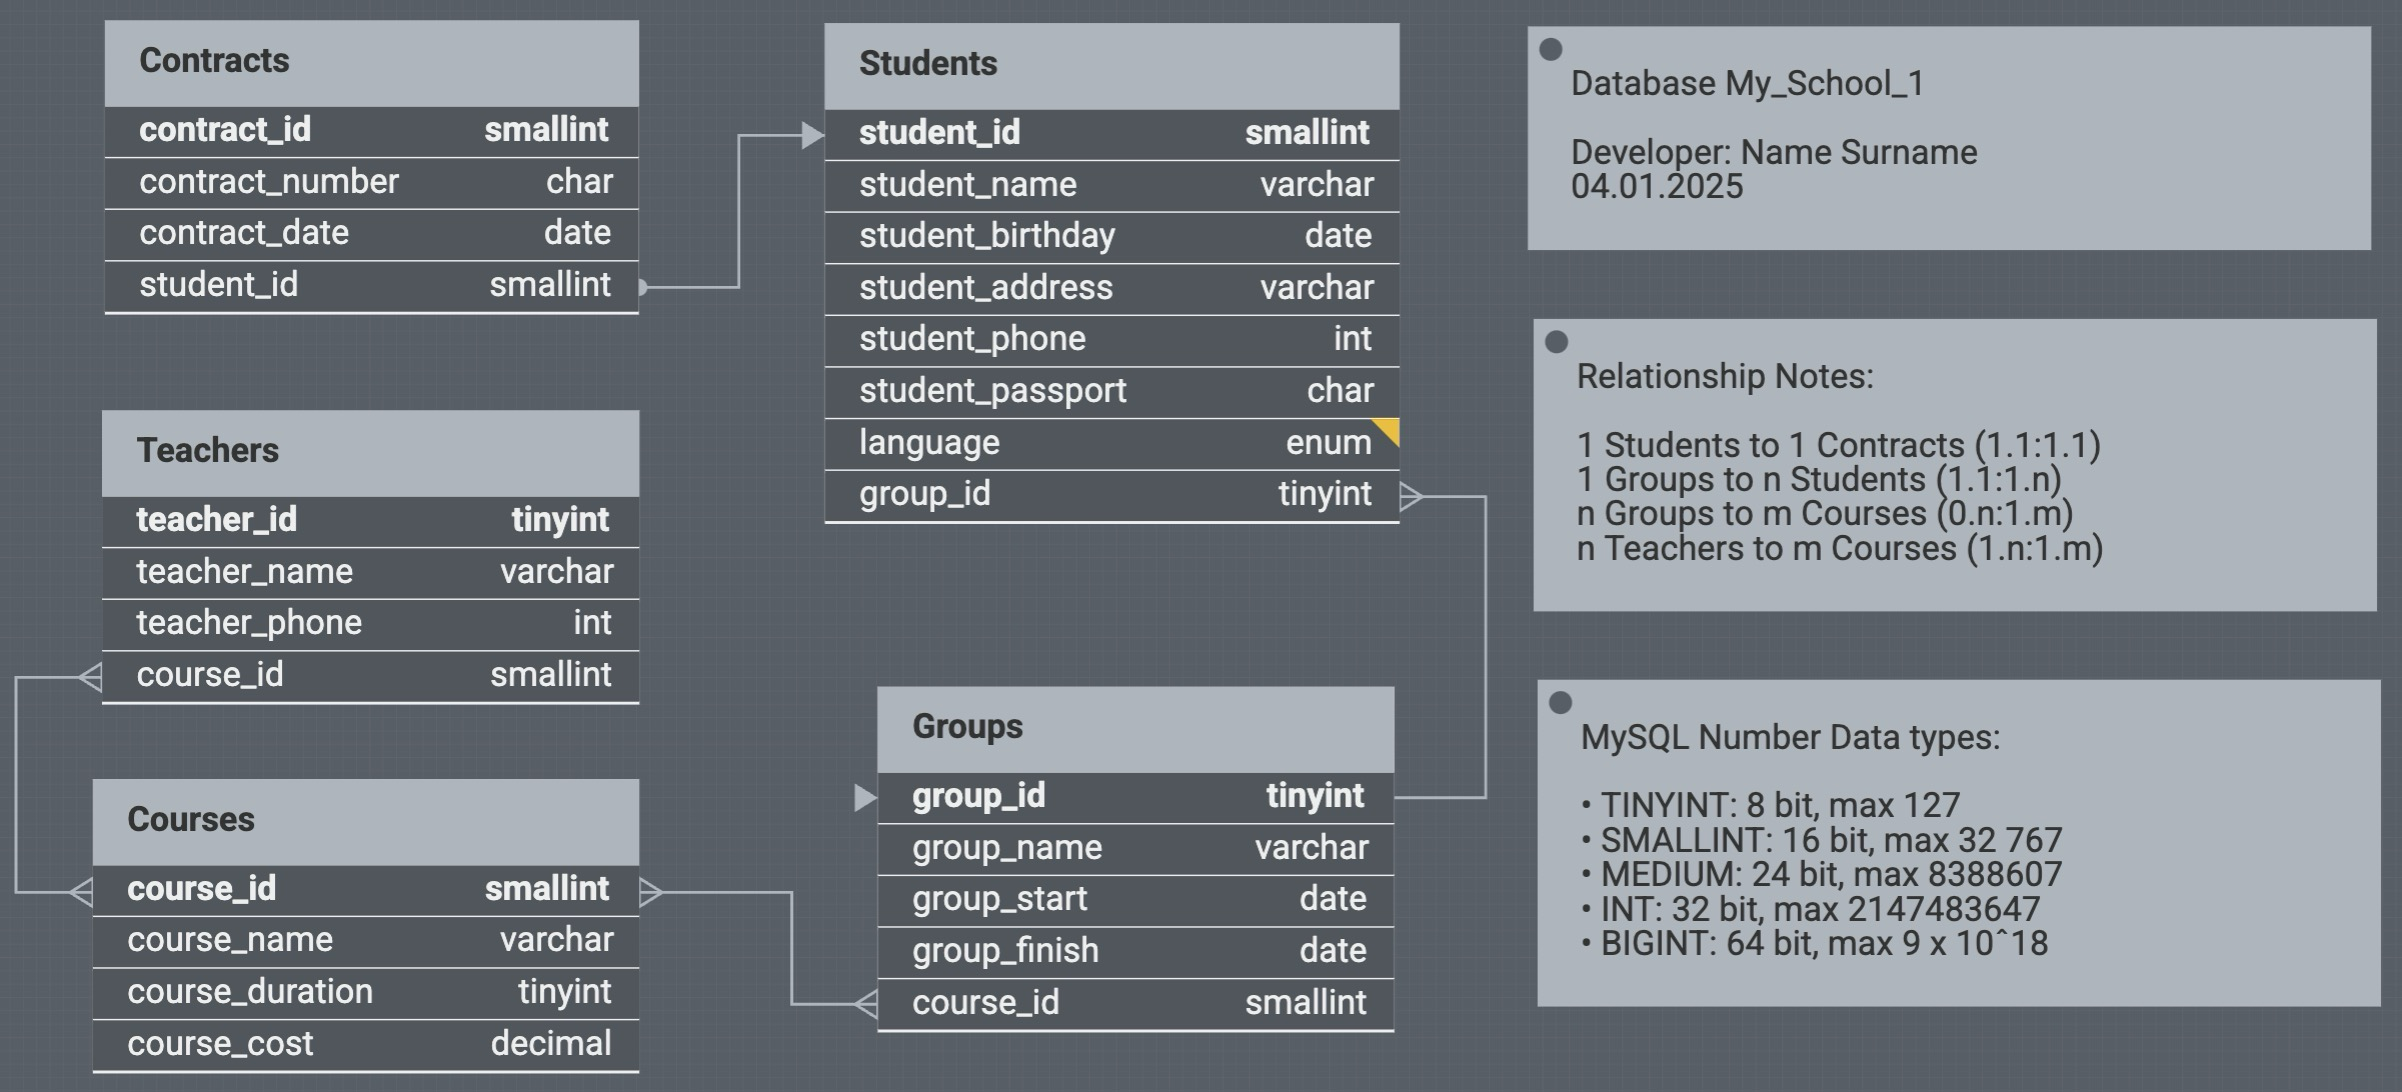 Contracts
contract_id smallint
contract_number char
contract_date date
student_id smallint
Students
student_id smallint
student_name varchar
student_birthday date
student_address varchar
student_phone int
student_passport char
language enum
group_id tinyint
Teachers
teacher_id tinyint
teacher_name varchar
teacher_phone int
course_id smallint
Courses
course_id smallint
course_name varchar
course_duration tinyint
course_cost decimal
Groups
group_id tinyint
group_name varchar
group_start date
group_finish date
course_id smallint
Database My_School_1
Developer: Name Surname
04.01.2025
Relationship Notes:
1 Students to 1 Contracts (1.1:1.1)
1 Groups to n Students (1.1:1.n)
n Groups to m Courses (0.n:1.m)
n Teachers to m Courses (1.n:1.m)
MySQL Number Data types:
• TINYINT: 8 bit, max 127
• SMALLINT: 16 bit, max 32 767
• MEDIUM: 24 bit, max 8388607
• INT: 32 bit, max 2147483647
• BIGINT: 64 bit, max 9 x 10^18